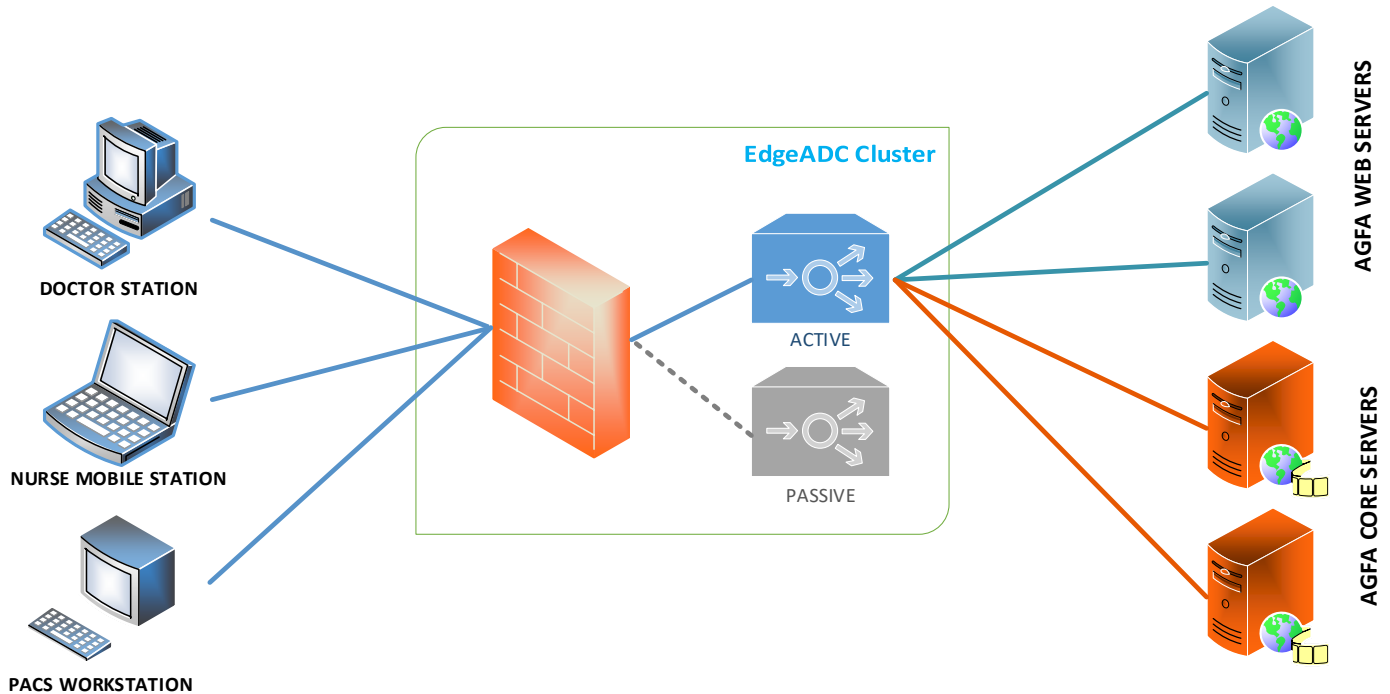 DOCTOR STATION
NURSE MOBILE STATION
PACS WORKSTATION
EdgeADC Cluster
ACTIVE
PASSIVE
AGFA WEB SERVERS
AGFA CORE SERVERS